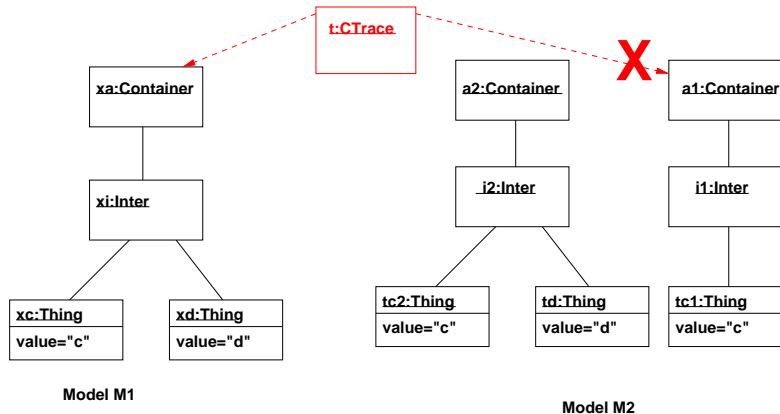 t:CTrace
X
xa:Container
a2:Container
a1:Container
xi:Inter
i2:Inter
i1:Inter
xc:Thing
value="c"
xd:Thing
value="d"
tc2:Thing
value="c"
td:Thing
value="d"
tc1:Thing
value="c"
Model M1
Model M2